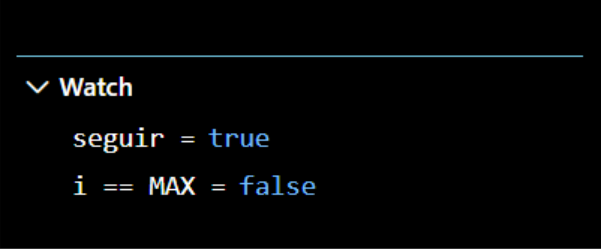 Watch
seguir = true
i == MAX = false